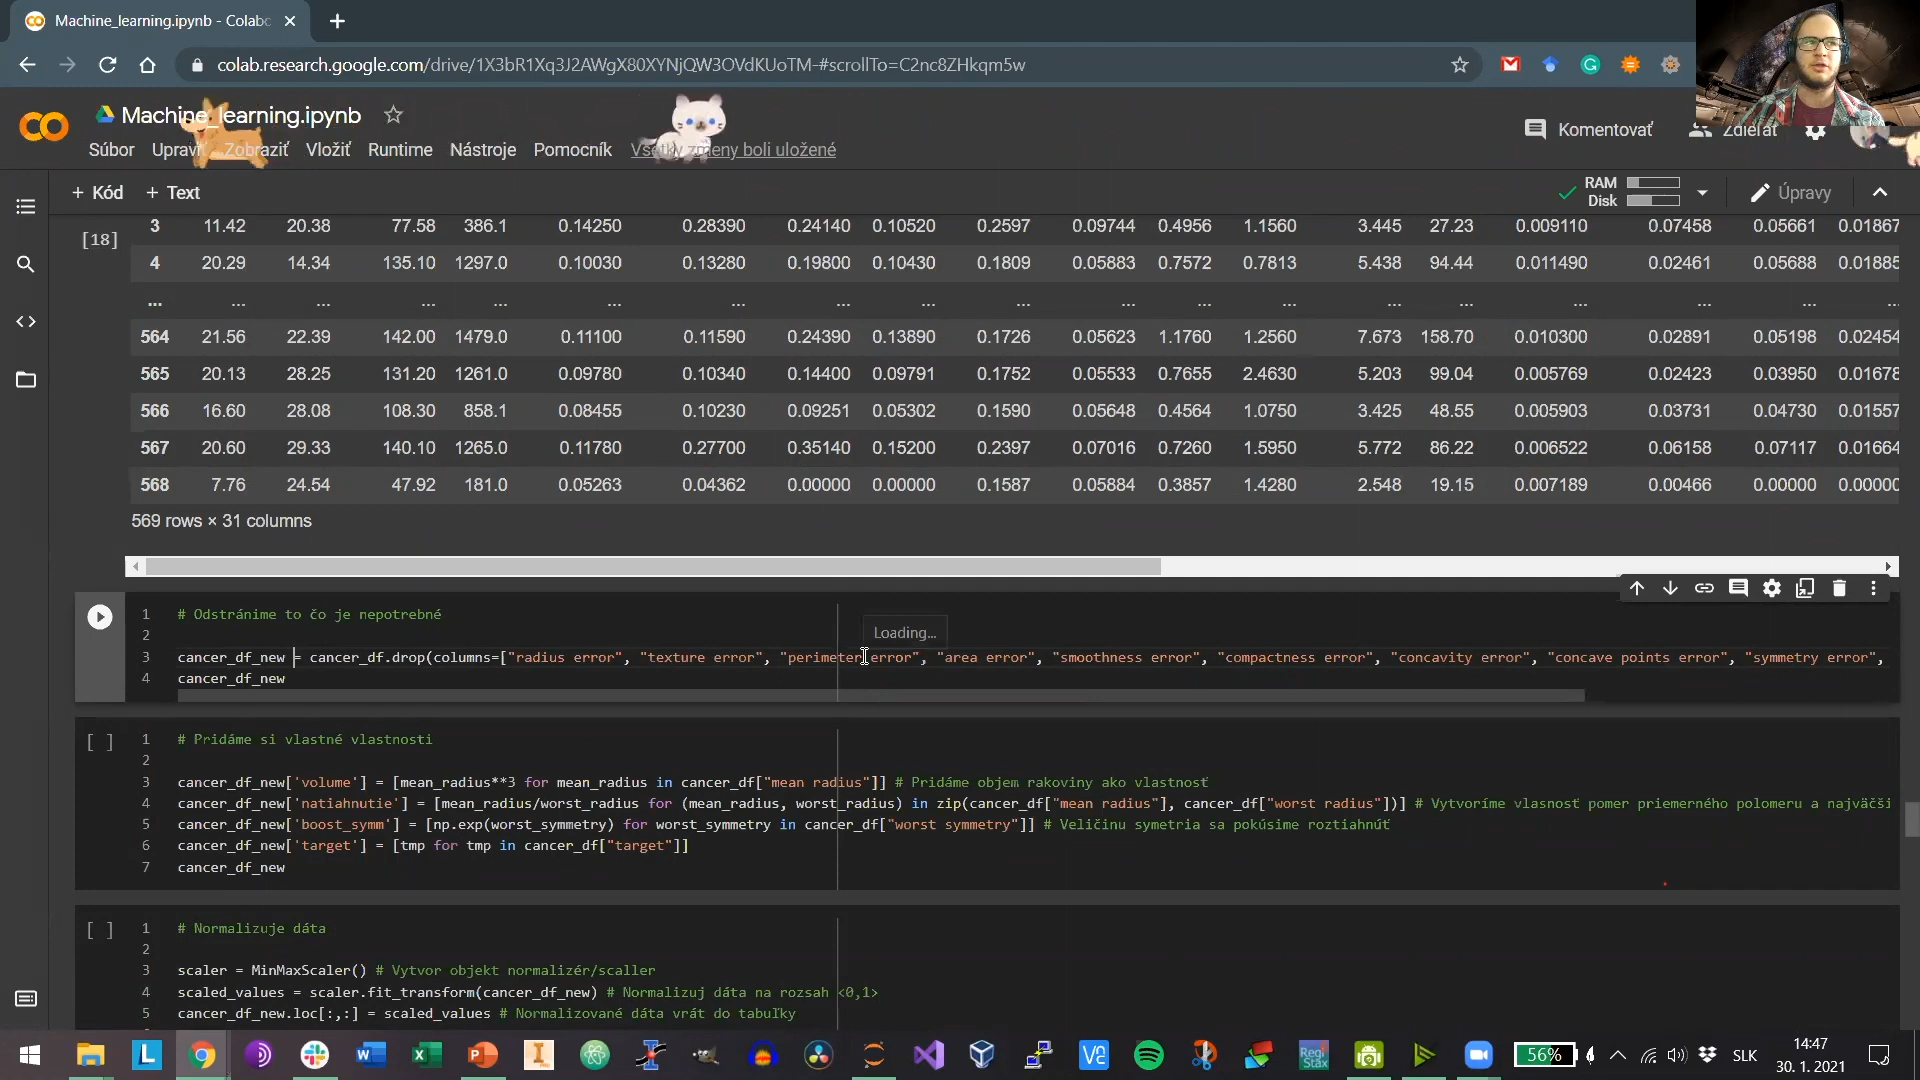 Machine_learning.ipynb - Colabo
colab.research.google.com/drive/1X3bR1Xq3J2AWgX80XYNjQW3OVdKUoTM-#scrollTo=C2nc8ZHkqm5w
Machine_learning.ipynb
Komentovať
Zdieľať
Súbor Upraviť Zobraziť Vložiť Runtime Nástroje Pomocník Všetky zmeny boli uložené
+ Kód + Text
RAM
Disk
Úpravy
[18]
3 11.42 20.38 77.58 386.1 0.14250 0.28390 0.24140 0.10520 0.2597 0.09744 0.4956 1.1560 3.445 27.23 0.009110 0.07458 0.05661 0.01867
4 20.29 14.34 135.10 1297.0 0.10030 0.13280 0.19800 0.10430 0.1809 0.05883 0.7572 0.7813 5.438 94.44 0.011490 0.02461 0.05688 0.01885
... ... ... ... ... ... ... ... ... ... ... ... ... ... ... ... ... ... ...
564 21.56 22.39 142.00 1479.0 0.11100 0.11590 0.24390 0.13890 0.1726 0.05623 1.1760 1.2560 7.673 158.70 0.010300 0.02891 0.05198 0.02454
565 20.13 28.25 131.20 1261.0 0.09780 0.10340 0.14400 0.09791 0.1752 0.05533 0.7655 2.4630 5.203 99.04 0.005769 0.02423 0.03950 0.01678
566 16.60 28.08 108.30 858.1 0.08455 0.10230 0.09251 0.05302 0.1590 0.05648 0.4564 1.0750 3.425 48.55 0.005903 0.03731 0.04730 0.01557
567 20.60 29.33 140.10 1265.0 0.11780 0.27700 0.35140 0.15200 0.2397 0.07016 0.7260 1.5950 5.772 86.22 0.006522 0.06158 0.07117 0.01664
568 7.76 24.54 47.92 181.0 0.05263 0.04362 0.00000 0.00000 0.1587 0.05884 0.3857 1.4280 2.548 19.15 0.007189 0.00466 0.00000 0.00000
569 rows × 31 columns
1 # Odstránime to čo je nepotrebné
2
Loading...
3 cancer_df_new = cancer_df.drop(columns=["radius error", "texture error", "perimeter error", "area error", "smoothness error", "compactness error", "concavity error", "concave points error", "symmetry error",
4 cancer_df_new
[ ] 1 # Pridáme si vlastné vlastnosti
2
3 cancer_df_new['volume'] = [mean_radius**3 for mean_radius in cancer_df["mean radius"]] # Pridáme objem rakoviny ako vlastnosť
4 cancer_df_new['natiahnutie'] = [mean_radius/worst_radius for (mean_radius, worst_radius) in zip(cancer_df["mean radius"], cancer_df["worst radius"])] # Vytvoríme vlasnosť pomer priemerného polomeru a najväčši
5 cancer_df_new['boost_symm'] = [np.exp(worst_symmetry) for worst_symmetry in cancer_df["worst symmetry"]] # Veličinu symetria sa pokúsime roztiahnúť
6 cancer_df_new['target'] = [tmp for tmp in cancer_df["target"]]
7 cancer_df_new
[ ] 1 # Normalizuje dáta
2
3 scaler = MinMaxScaler() # Vytvor objekt normalizér/scaller
4 scaled_values = scaler.fit_transform(cancer_df_new) # Normalizuj dáta na rozsah <0,1>
5 cancer_df_new.loc[:,:] = scaled_values # Normalizované dáta vrát do tabuľky
56%
SLK
14:47
30. 1. 2021